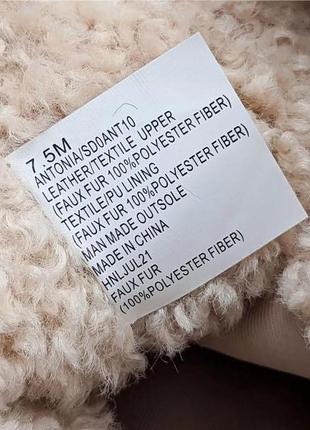 7.5M
ANTONIA/SD0ANT10
LEATHER/TEXTILE UPPER
(FAUX FUR 100%POLYESTER FIBER)
TEXTILE/PU LINING
(FAUX FUR 100%POLYESTER FIBER)
MAN MADE OUTSOLE
MADE IN CHINA
HNLJUL21
FAUX FUR
(100%POLYESTER FIBER)